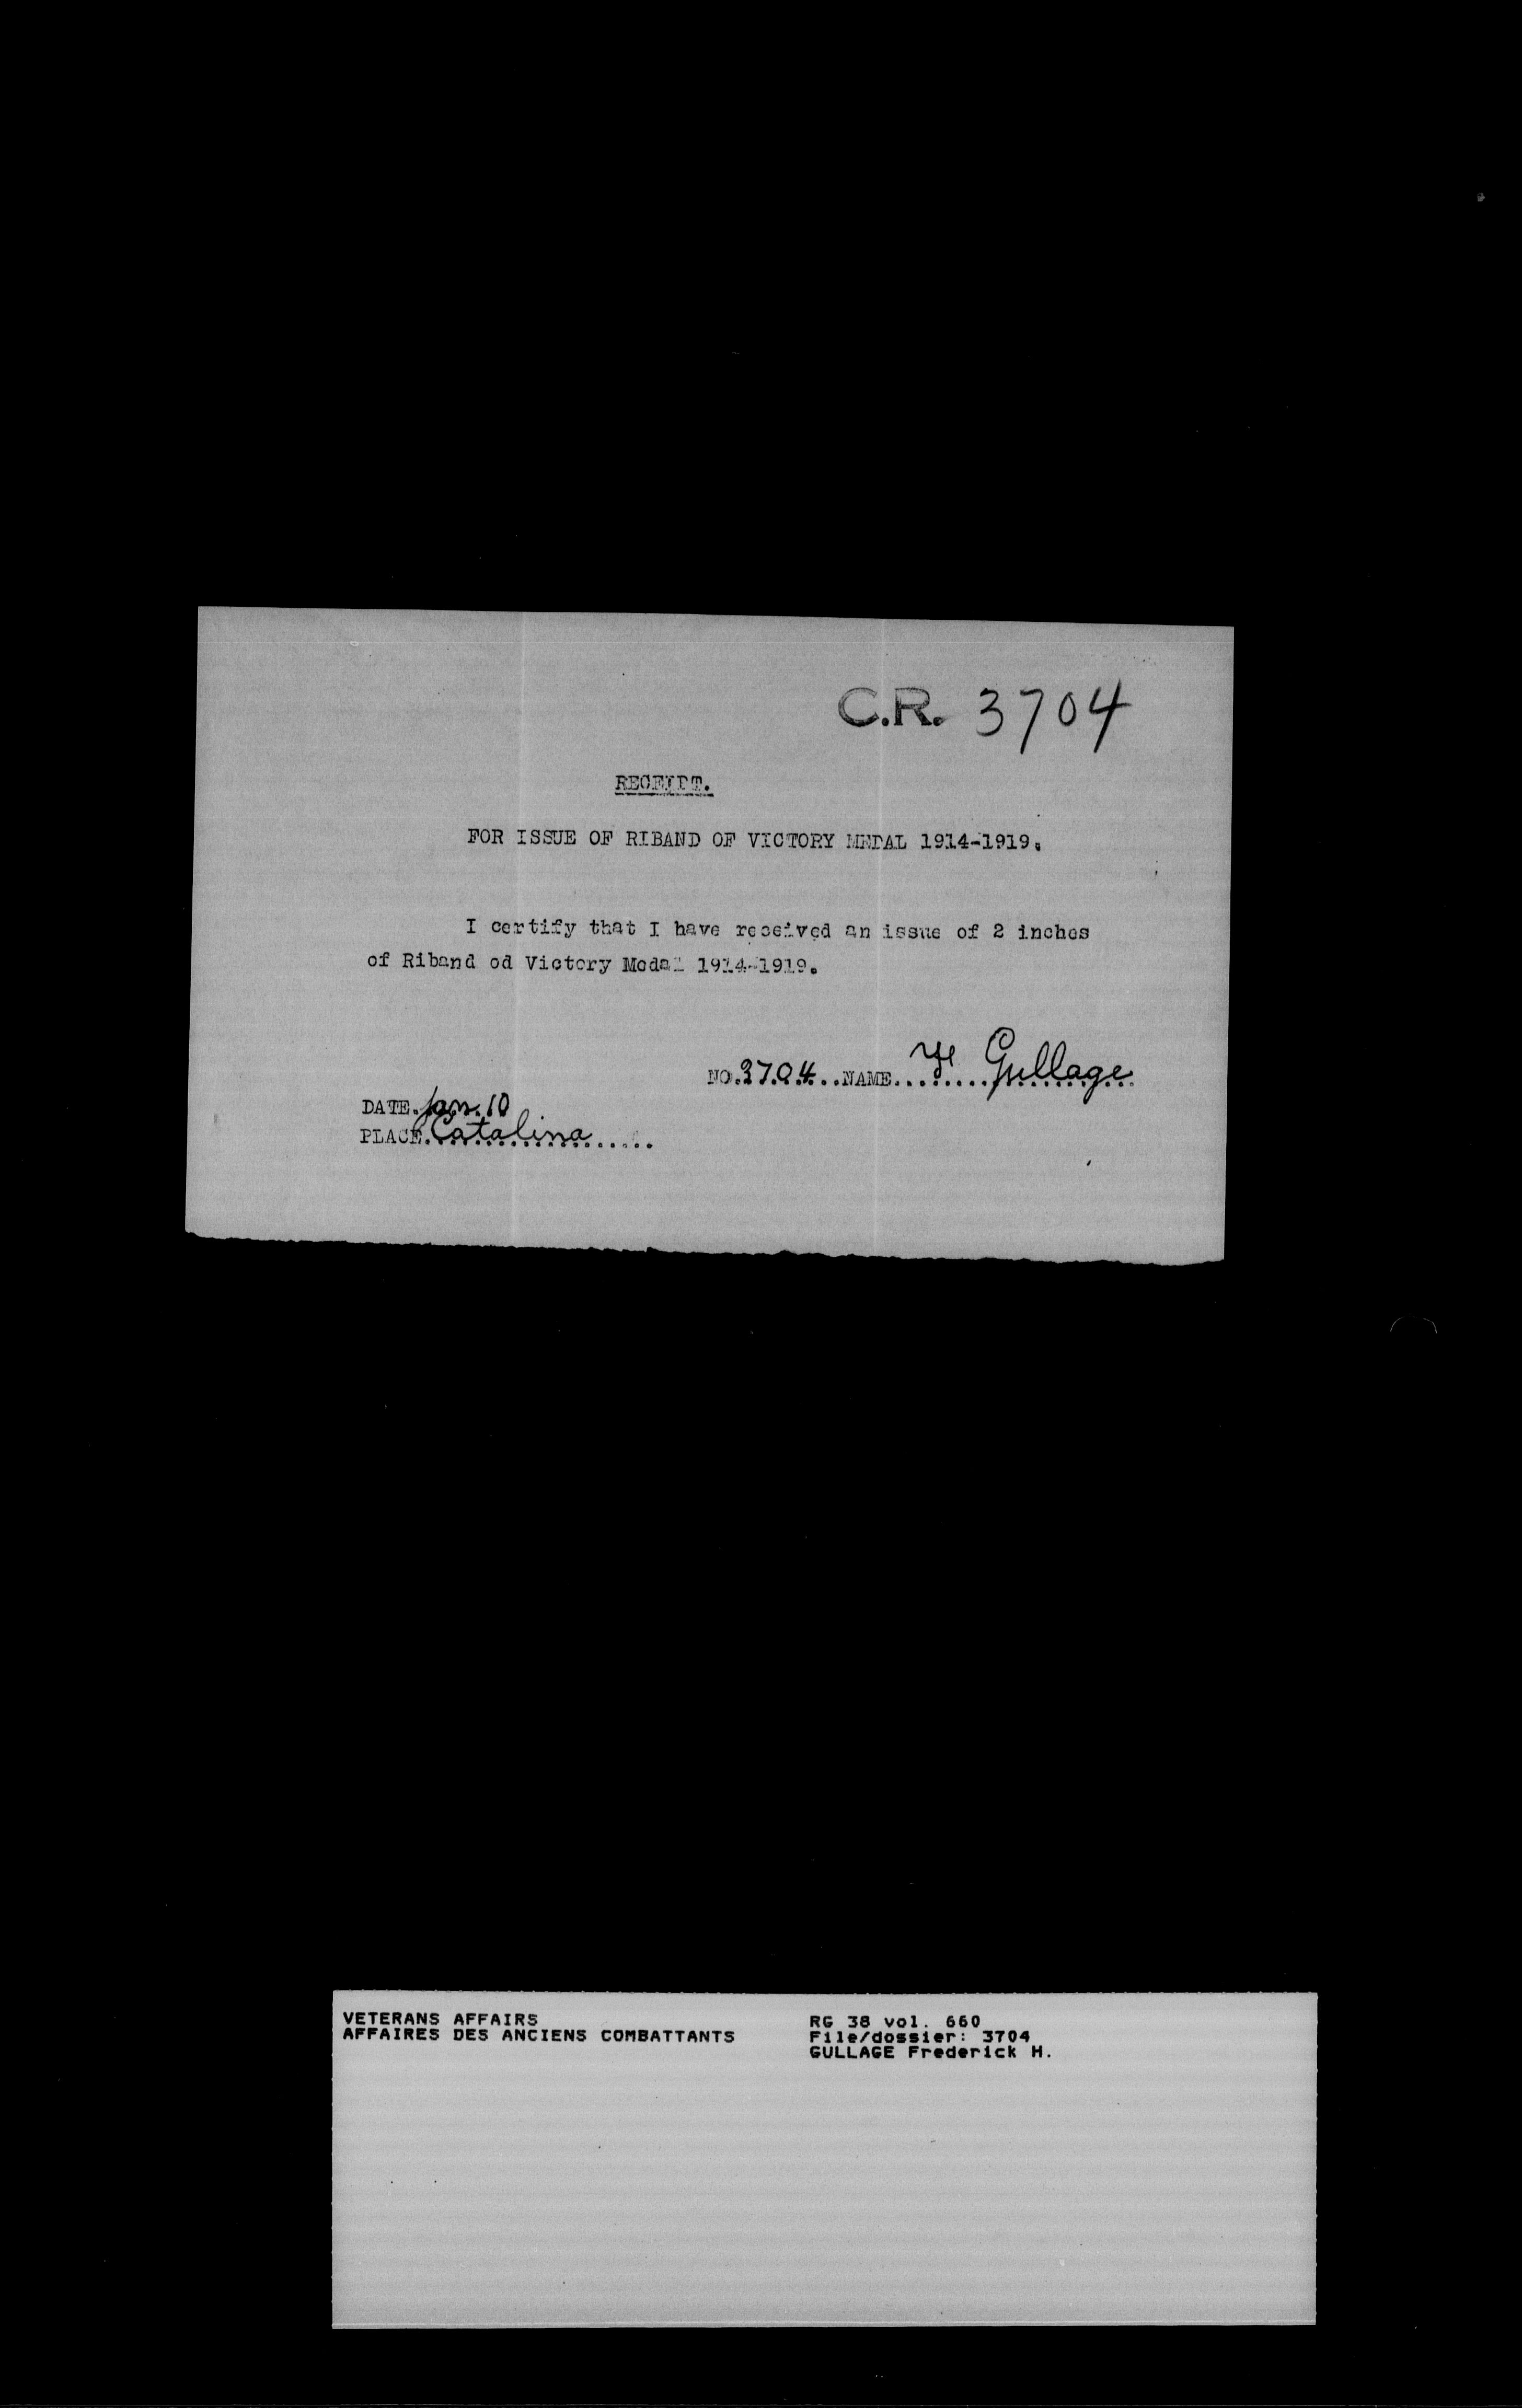 C.R. 3704
RECEIPT.
FOR ISSUE OF RIBAND OF VICTORY MEDAL 1914-1919.
I certify that I have received an issue of 2 inches
of Riband od Victory Medal 1914-1919.
NO.3704..NAME...F Gullage
DATE.Jan.10
PLACE.Catalina......
VETERANS AFFAIRS
AFFAIRES DES ANCIENS COMBATTANTS
RG 38 vol. 660
File/dossier: 3704
GULLAGE Frederick H.